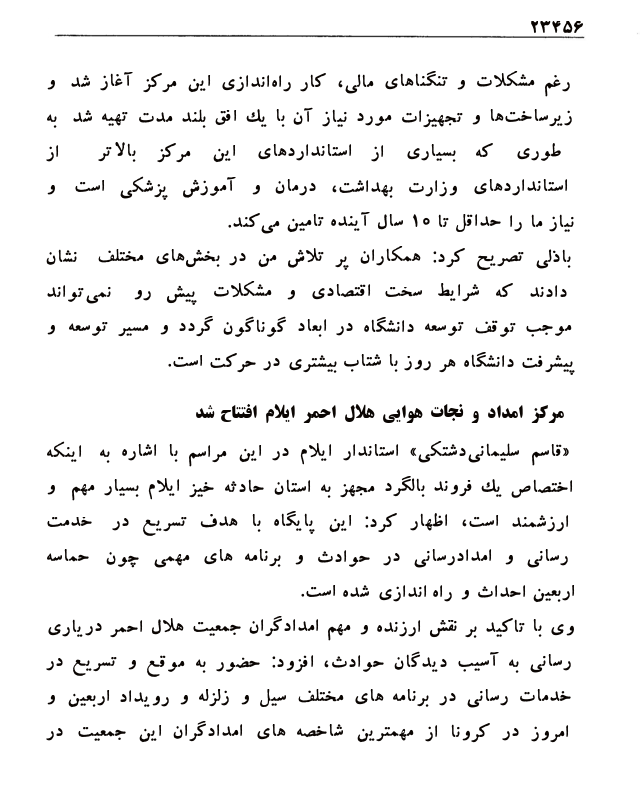 ۲۳۴۵۶
رغم مشکلات و تنگناهای مالی، کار راه‌اندازی این مرکز آغاز شد و
زیرساخت‌ها و تجهیزات مورد نیاز آن با یك افق بلند مدت تهیه شد به
طوری که بسیاری از استانداردهای این مرکز بالاتر از
استانداردهای وزارت بهداشت، درمان و آموزش پزشکی است و
نیاز ما را حداقل تا ۱۰ سال آینده تامین می‌کند.
باذلی تصریح کرد: همکاران پر تلاش من در بخش‌های مختلف نشان
دادند که شرایط سخت اقتصادی و مشکلات پیش رو نمی‌تواند
موجب توقف توسعه دانشگاه در ابعاد گوناگون گردد و مسیر توسعه و
پیشرفت دانشگاه هر روز با شتاب بیشتری در حرکت است.
مرکز امداد و نجات هوایی هلال احمر ایلام افتتاح شد
«قاسم سلیمانی‌دشتکی» استاندار ایلام در این مراسم با اشاره به اینکه
اختصاص یك فروند بالگرد مجهز به استان حادثه خیز ایلام بسیار مهم و
ارزشمند است، اظهار کرد: این پایگاه با هدف تسریع در خدمت
رسانی و امدادرسانی در حوادث و برنامه های مهمی چون حماسه
اربعین احداث و راه اندازی شده است.
وی با تاکید بر نقش ارزنده و مهم امدادگران جمعیت هلال احمر دریاری
رسانی به آسیب دیدگان حوادث، افزود: حضور به موقع و تسریع در
خدمات رسانی در برنامه های مختلف سیل و زلزله و رویداد اربعین و
امروز در کرونا از مهمترین شاخصه های امدادگران این جمعیت در